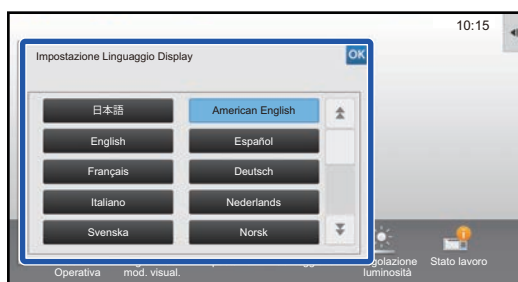 10:15
Impostazione Linguaggio Display
OK
日本語 American English
English Español
Français Deutsch
Italiano Nederlands
Svenska Norsk
Operativa mod. visual. luminosità Stato lavoro